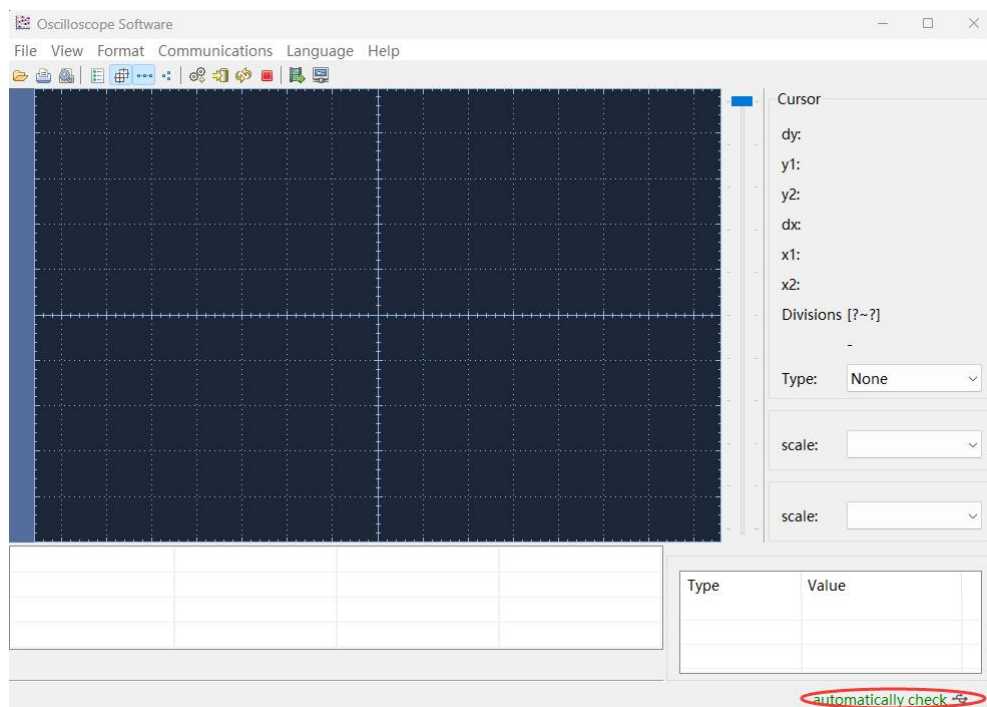 Oscilloscope Software
File View Format Communications Language Help
Cursor
dy:
y1:
y2:
dx:
x1:
x2:
Divisions [?~?]
-
Type: None
scale:
scale:
Type Value
automatically check